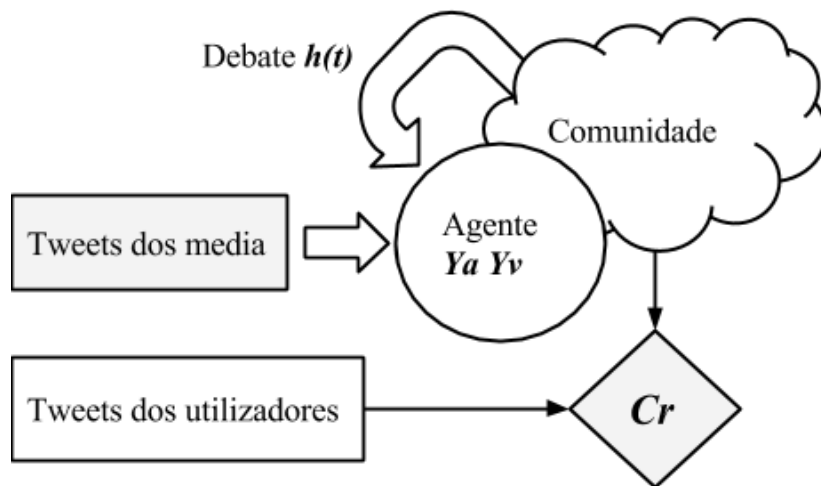 Debate h(t)
Comunidade
Tweets dos media
Agente
Ya Yv
Tweets dos utilizadores
Cr